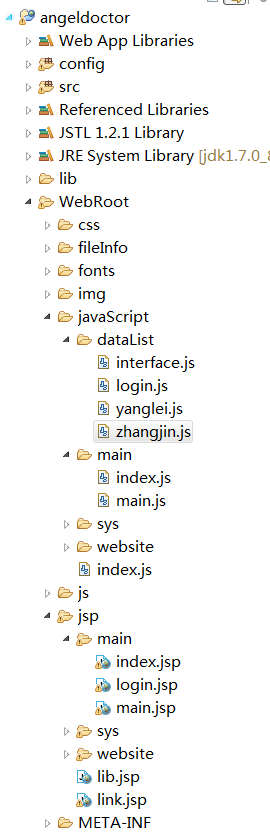 angeldoctor
Web App Libraries
config
src
Referenced Libraries
JSTL 1.2.1 Library
JRE System Library [jdk1.7.0_8
lib
WebRoot
css
fileInfo
fonts
img
javaScript
dataList
interface.js
login.js
yanglei.js
zhangjin.js
main
index.js
main.js
sys
website
index.js
js
jsp
main
index.jsp
login.jsp
main.jsp
sys
website
lib.jsp
link.jsp
META-INF